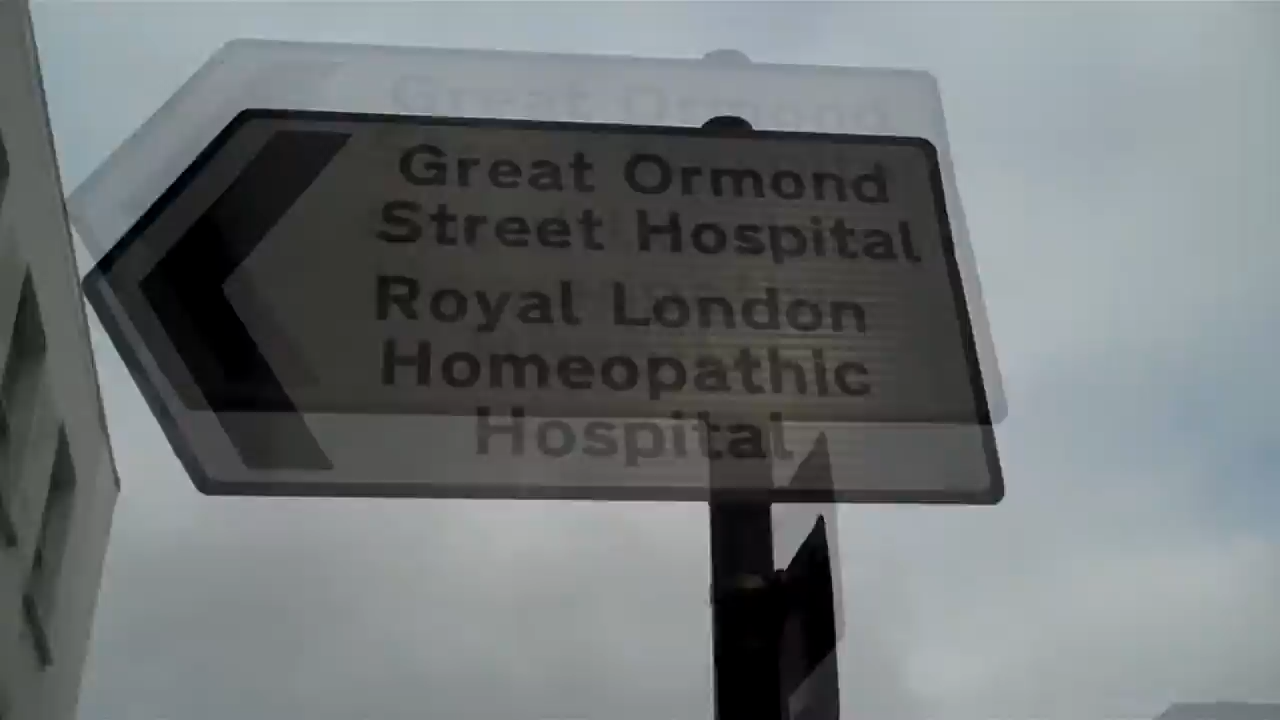 Great Ormond
Street Hospital
Royal London
Homeopathic
Hospital